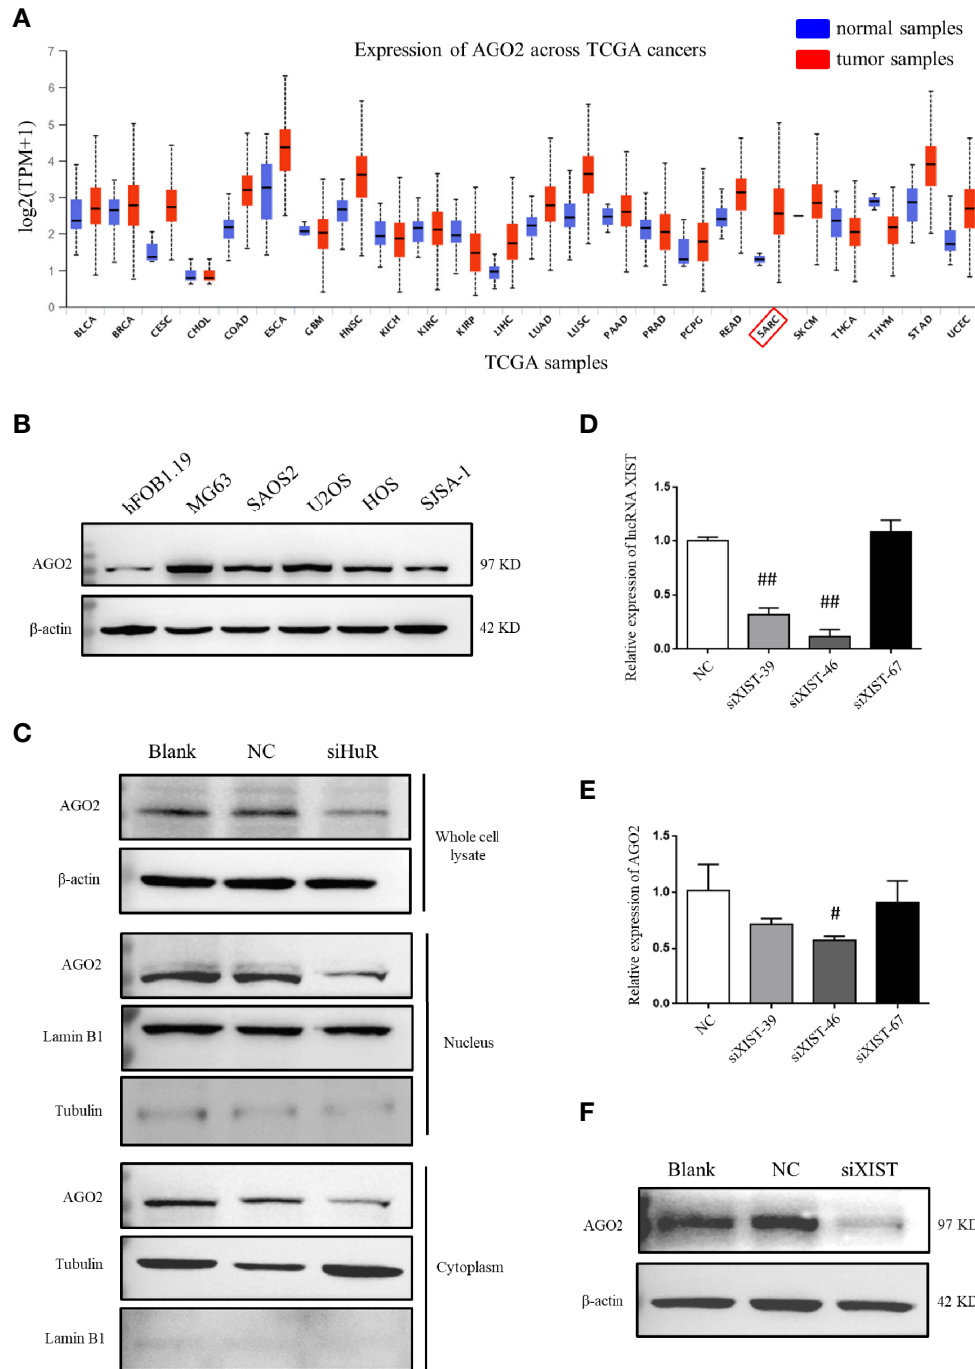 A
normal samples
tumor samples
Expression of AGO2 across TCGA cancers
log2(TPM+1)
7
6
5
4
3
2
1
0
BLCA BRCA CESC CHOL COAD ESCA GBM HNSC KICH KIRC KIRP LIHC LUAD LUSC PAAD PRAD PCPG READ SARC SKCM THCA THYM STAD UCEC
TCGA samples
B
hFOB1.19 MG63 SAOS2 U2OS HOS SJSA-1
AGO2 97 KD
β-actin 42 KD
C
Blank NC siHuR
AGO2
β-actin
Whole cell
lysate
AGO2
Lamin B1
Tubulin
Nucleus
AGO2
Tubulin
Lamin B1
Cytoplasm
D
Relative expression of lncRNA XIST
1.5
1.0
0.5
0.0
## ##
NC siXIST-39 siXIST-46 siXIST-67
E
Relative expression of AGO2
1.5
1.0
0.5
0.0
#
NC siXIST-39 siXIST-46 siXIST-67
F
Blank NC siXIST
AGO2 97 KD
β-actin 42 KD